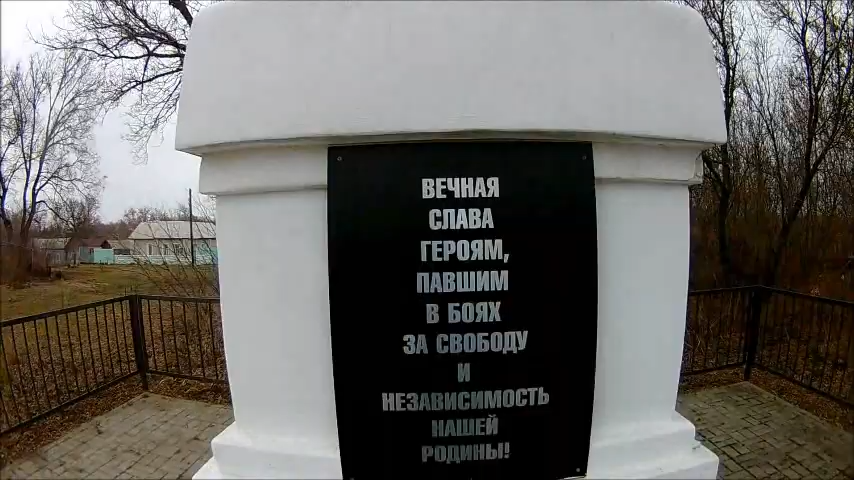 ВЕЧНАЯ
СЛАВА
ГЕРОЯМ,
ПАВШИМ
В БОЯХ
ЗА СВОБОДУ
И
НЕЗАВИСИМОСТЬ
НАШЕЙ
РОДИНЫ!